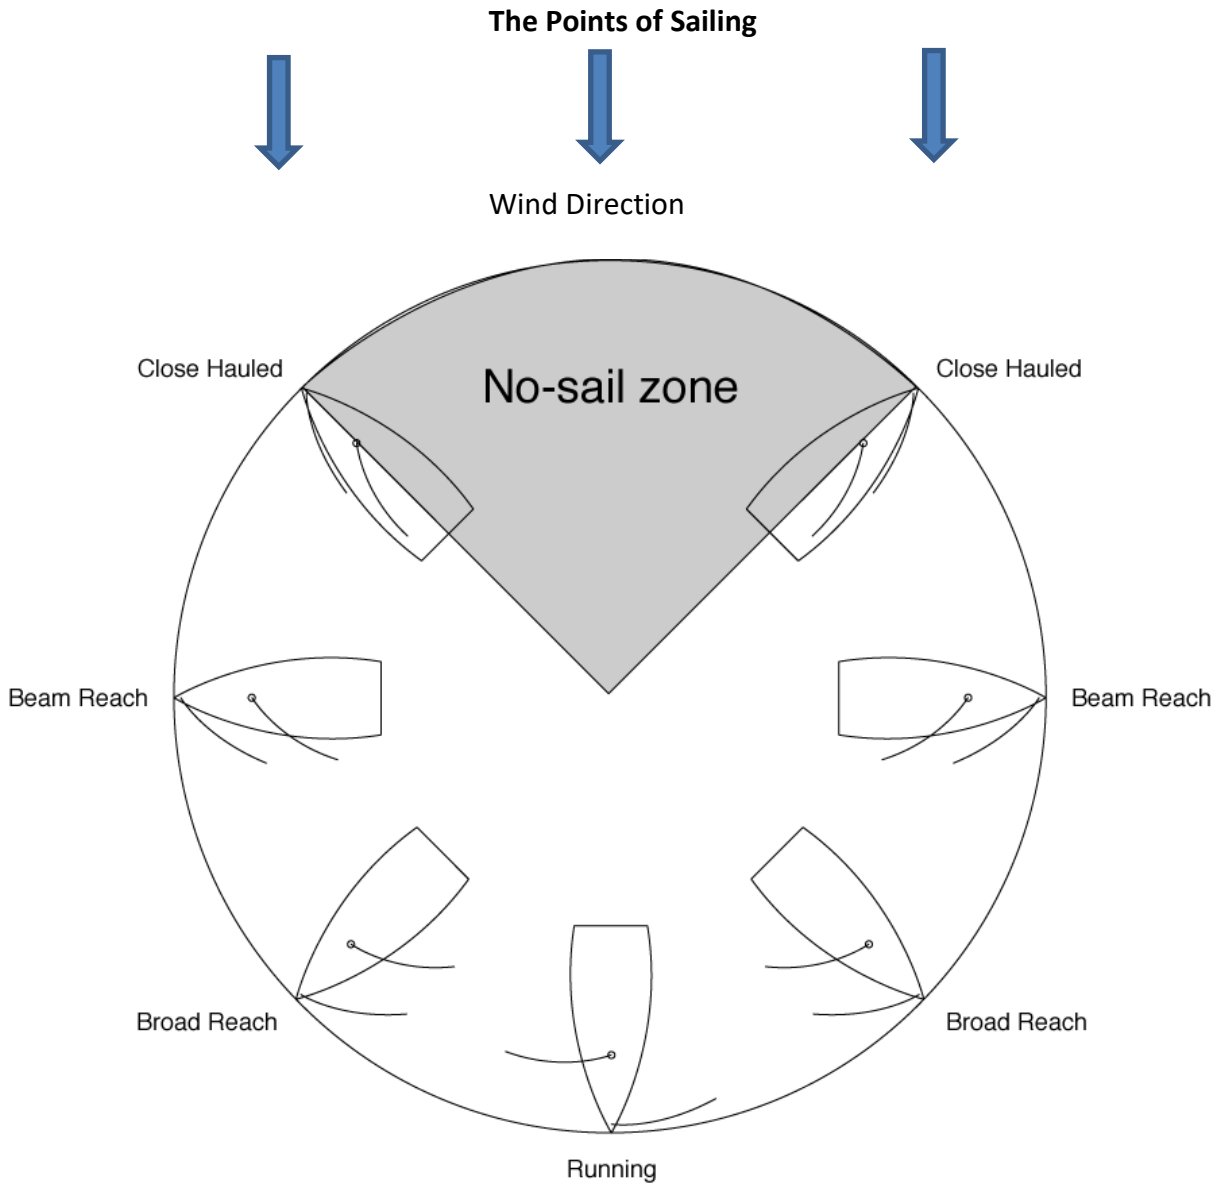 The Points of Sailing
Wind Direction
Close Hauled
No-sail zone
Close Hauled
Beam Reach
Beam Reach
Broad Reach
Broad Reach
Running